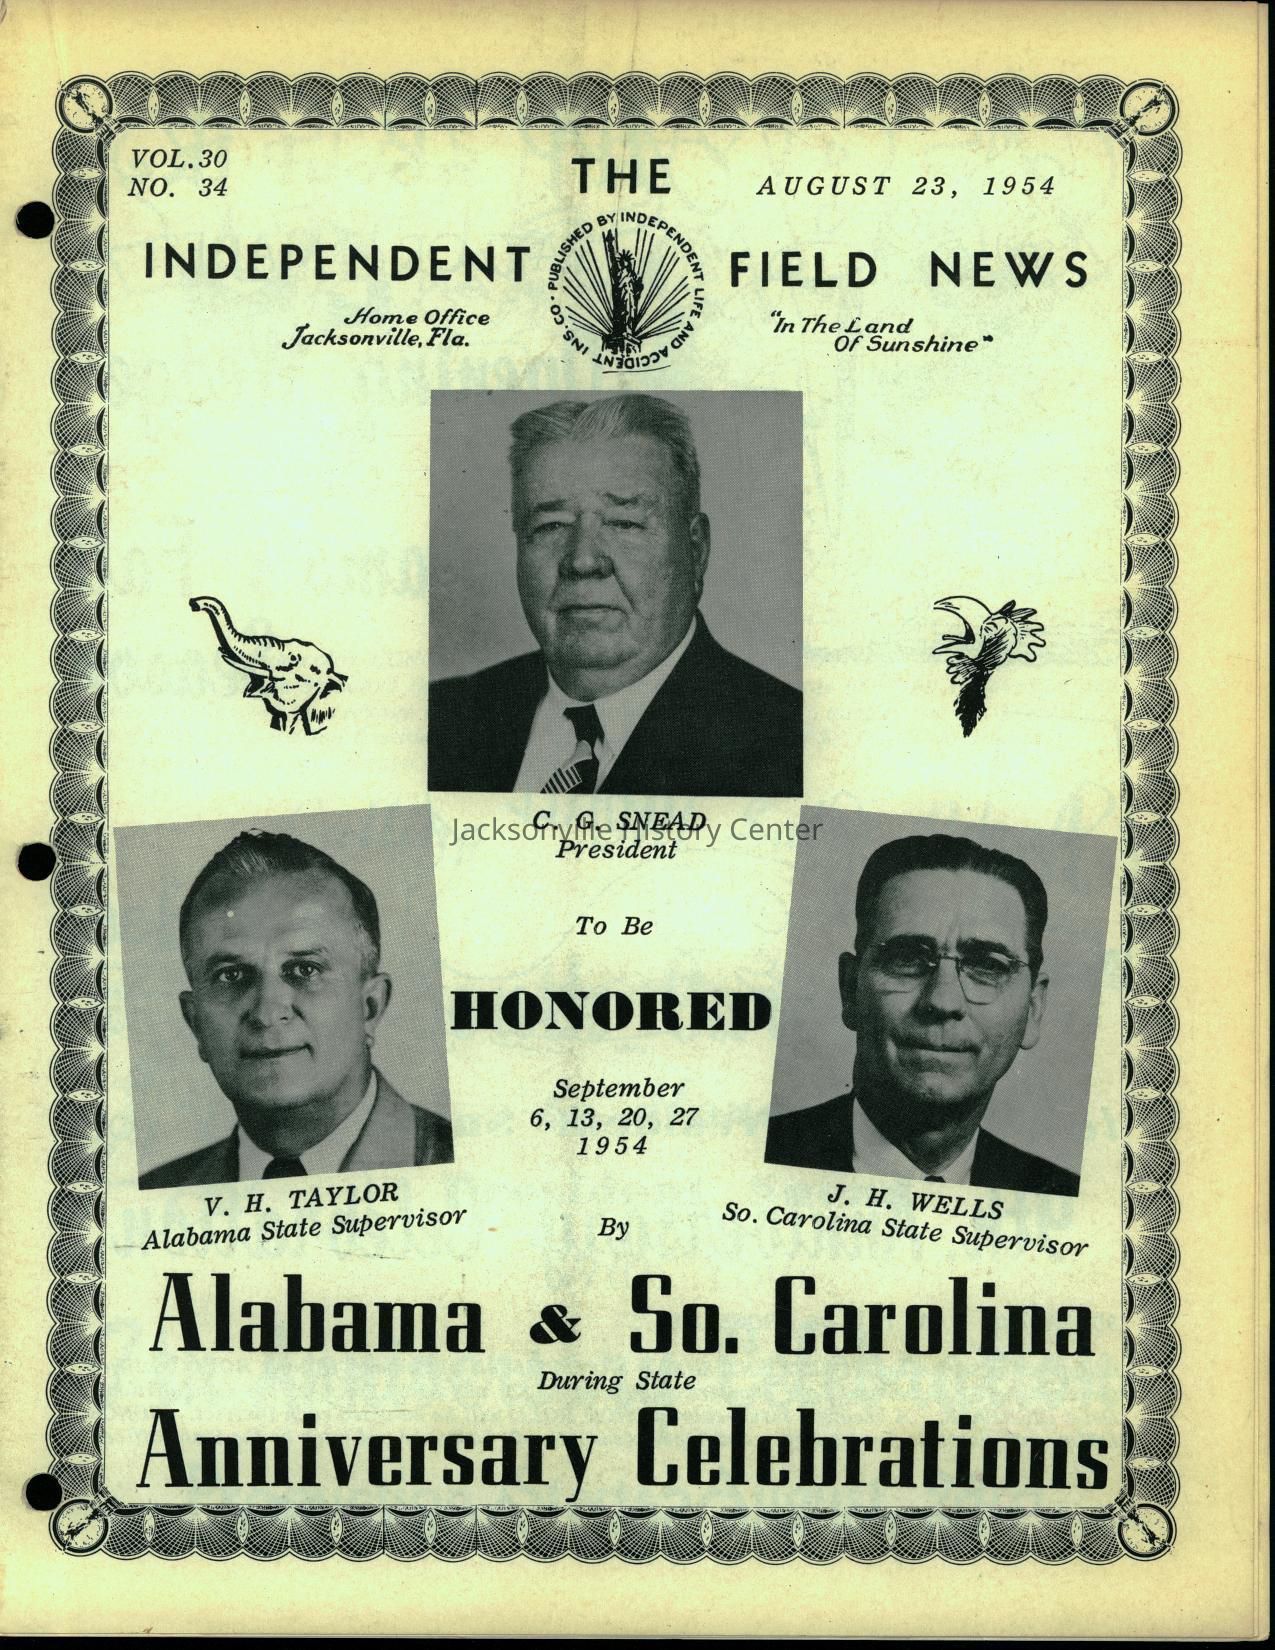 VOL.30
NO. 34
THE
AUGUST 23, 1954
INDEPENDENT
FIELD NEWS
PUBLISHED BY INDEPENDENT LIFE AND ACCIDENT INS. CO.
Home Office
Jacksonville, Fla.
"In The Land
Of Sunshine"
C. G. SNEAD
Jacksonville History Center
President
To Be
HONORED
September
6, 13, 20, 27
1954
V. H. TAYLOR
Alabama State Supervisor
J. H. WELLS
So. Carolina State Supervisor
By
Alabama & So. Carolina
During State
Anniversary Celebrations